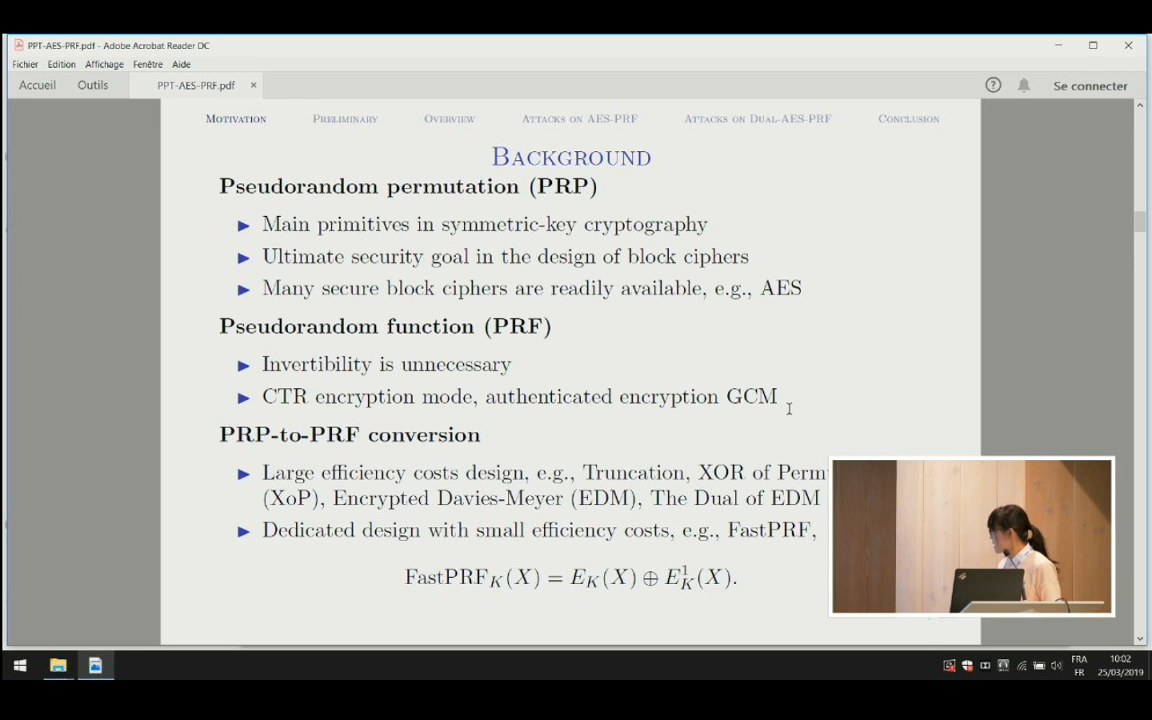 PPT-AES-PRF.pdf - Adobe Acrobat Reader DC
Fichier Edition Affichage Fenêtre Aide
Accueil Outils PPT-AES-PRF.pdf × Se connecter
MOTIVATION PRELIMINARY OVERVIEW ATTACKS ON AES-PRF ATTACKS ON DUAL-AES-PRF CONCLUSION
BACKGROUND
Pseudorandom permutation (PRP)
▶ Main primitives in symmetric-key cryptography
▶ Ultimate security goal in the design of block ciphers
▶ Many secure block ciphers are readily available, e.g., AES
Pseudorandom function (PRF)
▶ Invertibility is unnecessary
▶ CTR encryption mode, authenticated encryption GCM
PRP-to-PRF conversion
▶ Large efficiency costs design, e.g., Truncation, XOR of Perm
(XoP), Encrypted Davies-Meyer (EDM), The Dual of EDM
▶ Dedicated design with small efficiency costs, e.g., FastPRF,
FastPRF_K(X) = E_K(X) ⊕ E_K^1(X).
FRA 10:02
FR 25/03/2019